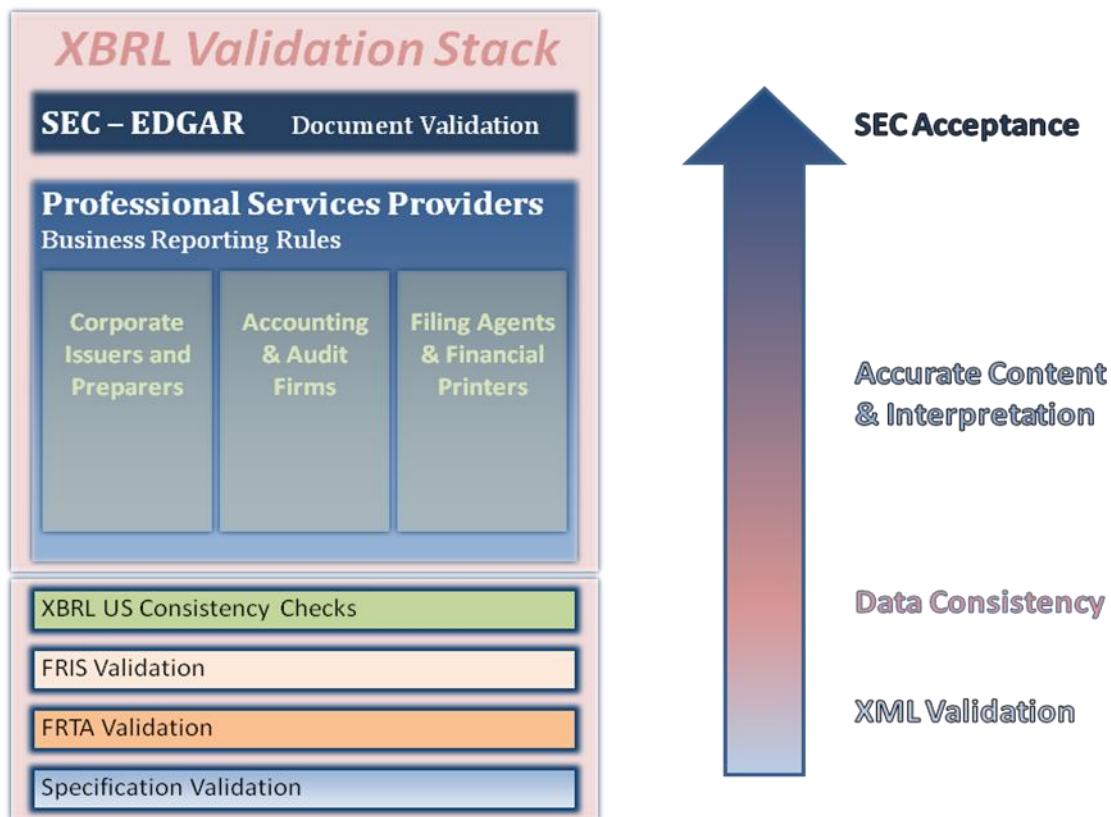 XBRL Validation Stack
SEC – EDGAR Document Validation
Professional Services Providers
Business Reporting Rules
Corporate
Issuers and
Preparers
Accounting
& Audit
Firms
Filing Agents
& Financial
Printers
XBRL US Consistency Checks
FRIS Validation
FRTA Validation
Specification Validation
SEC Acceptance
Accurate Content
& Interpretation
Data Consistency
XML Validation